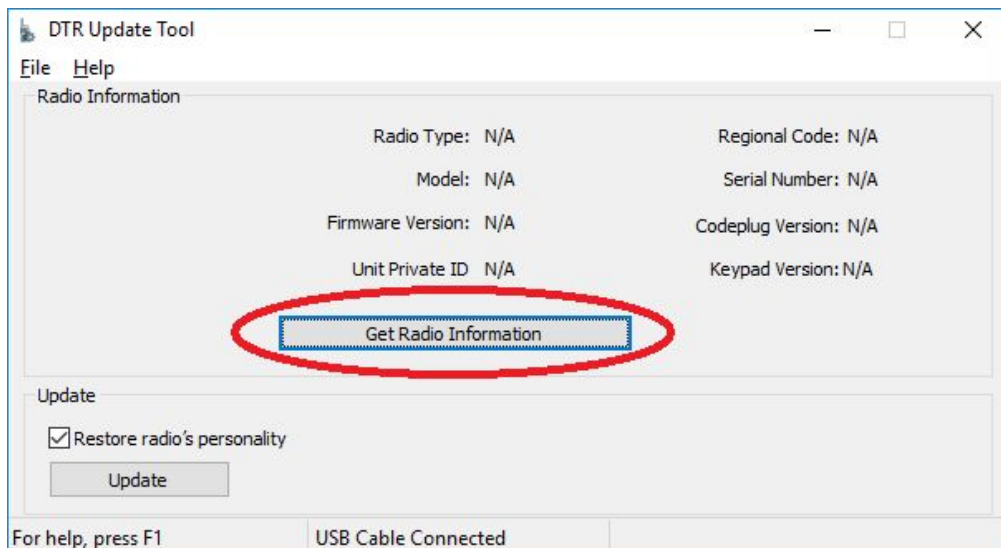 DTR Update Tool
File Help
Radio Information
Radio Type: N/A Regional Code: N/A
Model: N/A Serial Number: N/A
Firmware Version: N/A Codeplug Version: N/A
Unit Private ID N/A Keypad Version: N/A
Get Radio Information
Update
Restore radio's personality
Update
For help, press F1 USB Cable Connected